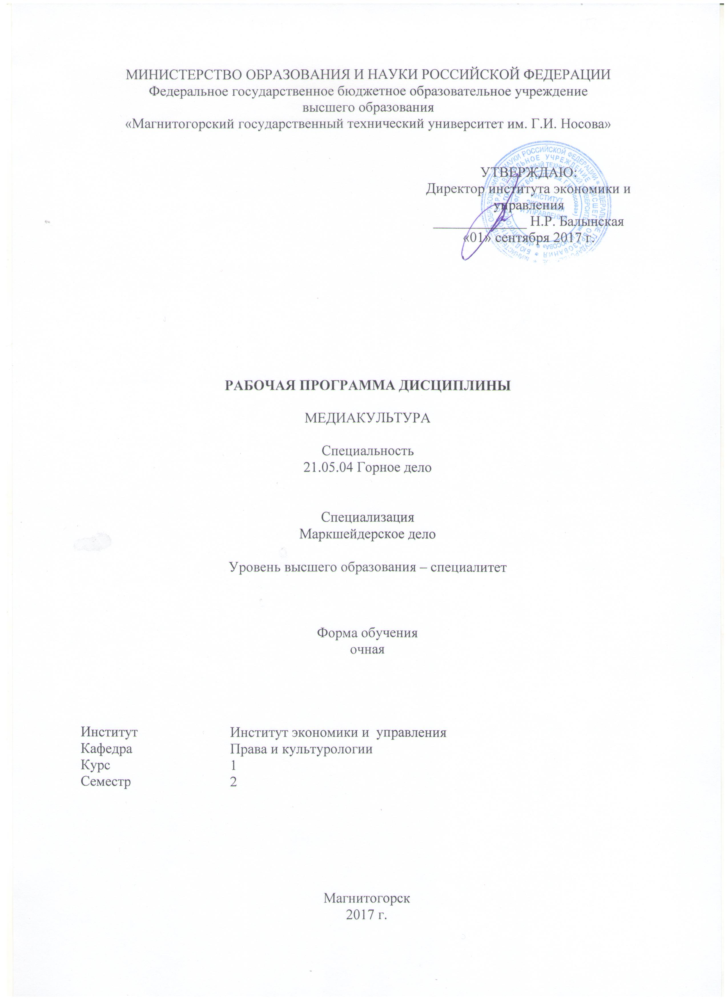 МИНИСТЕРСТВО ОБРАЗОВАНИЯ И НАУКИ РОССИЙСКОЙ ФЕДЕРАЦИИ
Федеральное государственное бюджетное образовательное учреждение
высшего образования
«Магнитогорский государственный технический университет им. Г.И. Носова»
УТВЕРЖДАЮ:
Директор института экономики и
управления
_____________ Н.Р. Балынская
«01» сентября 2017 г.
ИНСТИТУТ
ЭКОНОМИКИ
И УПРАВЛЕНИЯ
РАБОЧАЯ ПРОГРАММА ДИСЦИПЛИНЫ
МЕДИАКУЛЬТУРА
Специальность
21.05.04 Горное дело
Специализация
Маркшейдерское дело
Уровень высшего образования – специалитет
Форма обучения
очная
Институт Институт экономики и управления
Кафедра Права и культурологии
Курс 1
Семестр 2
Магнитогорск
2017 г.